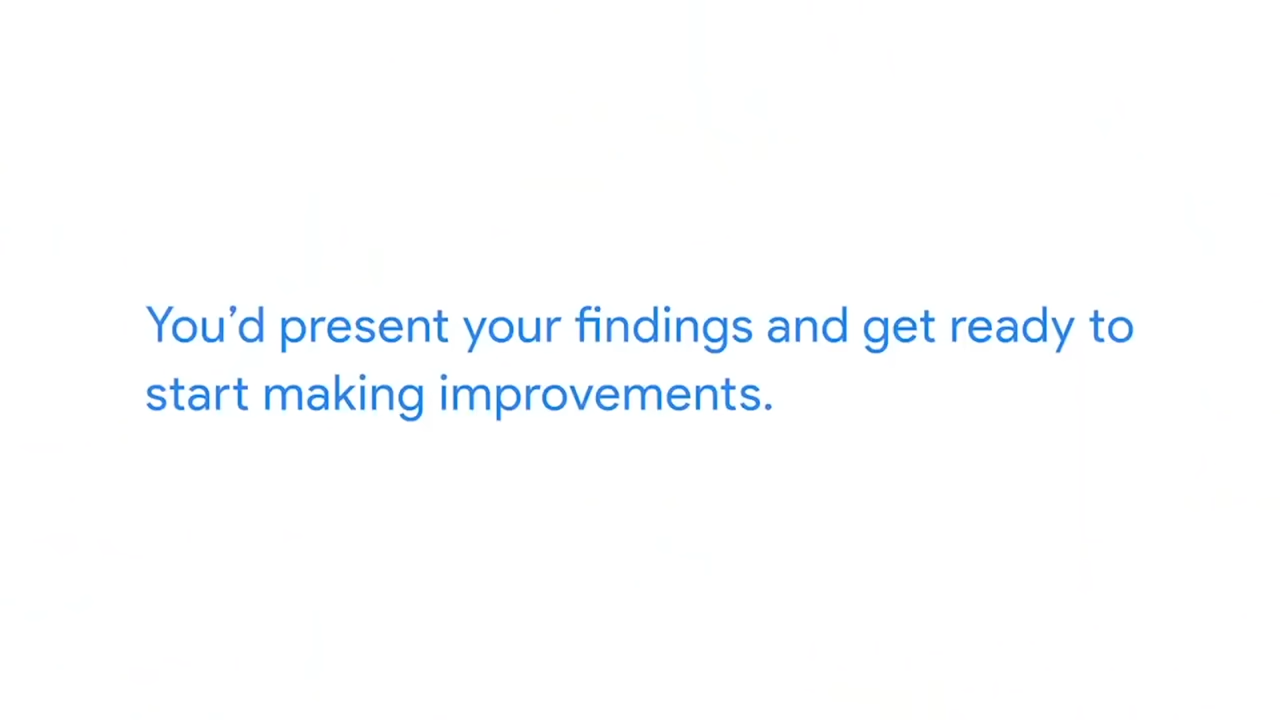 You’d present your findings and get ready to
start making improvements.